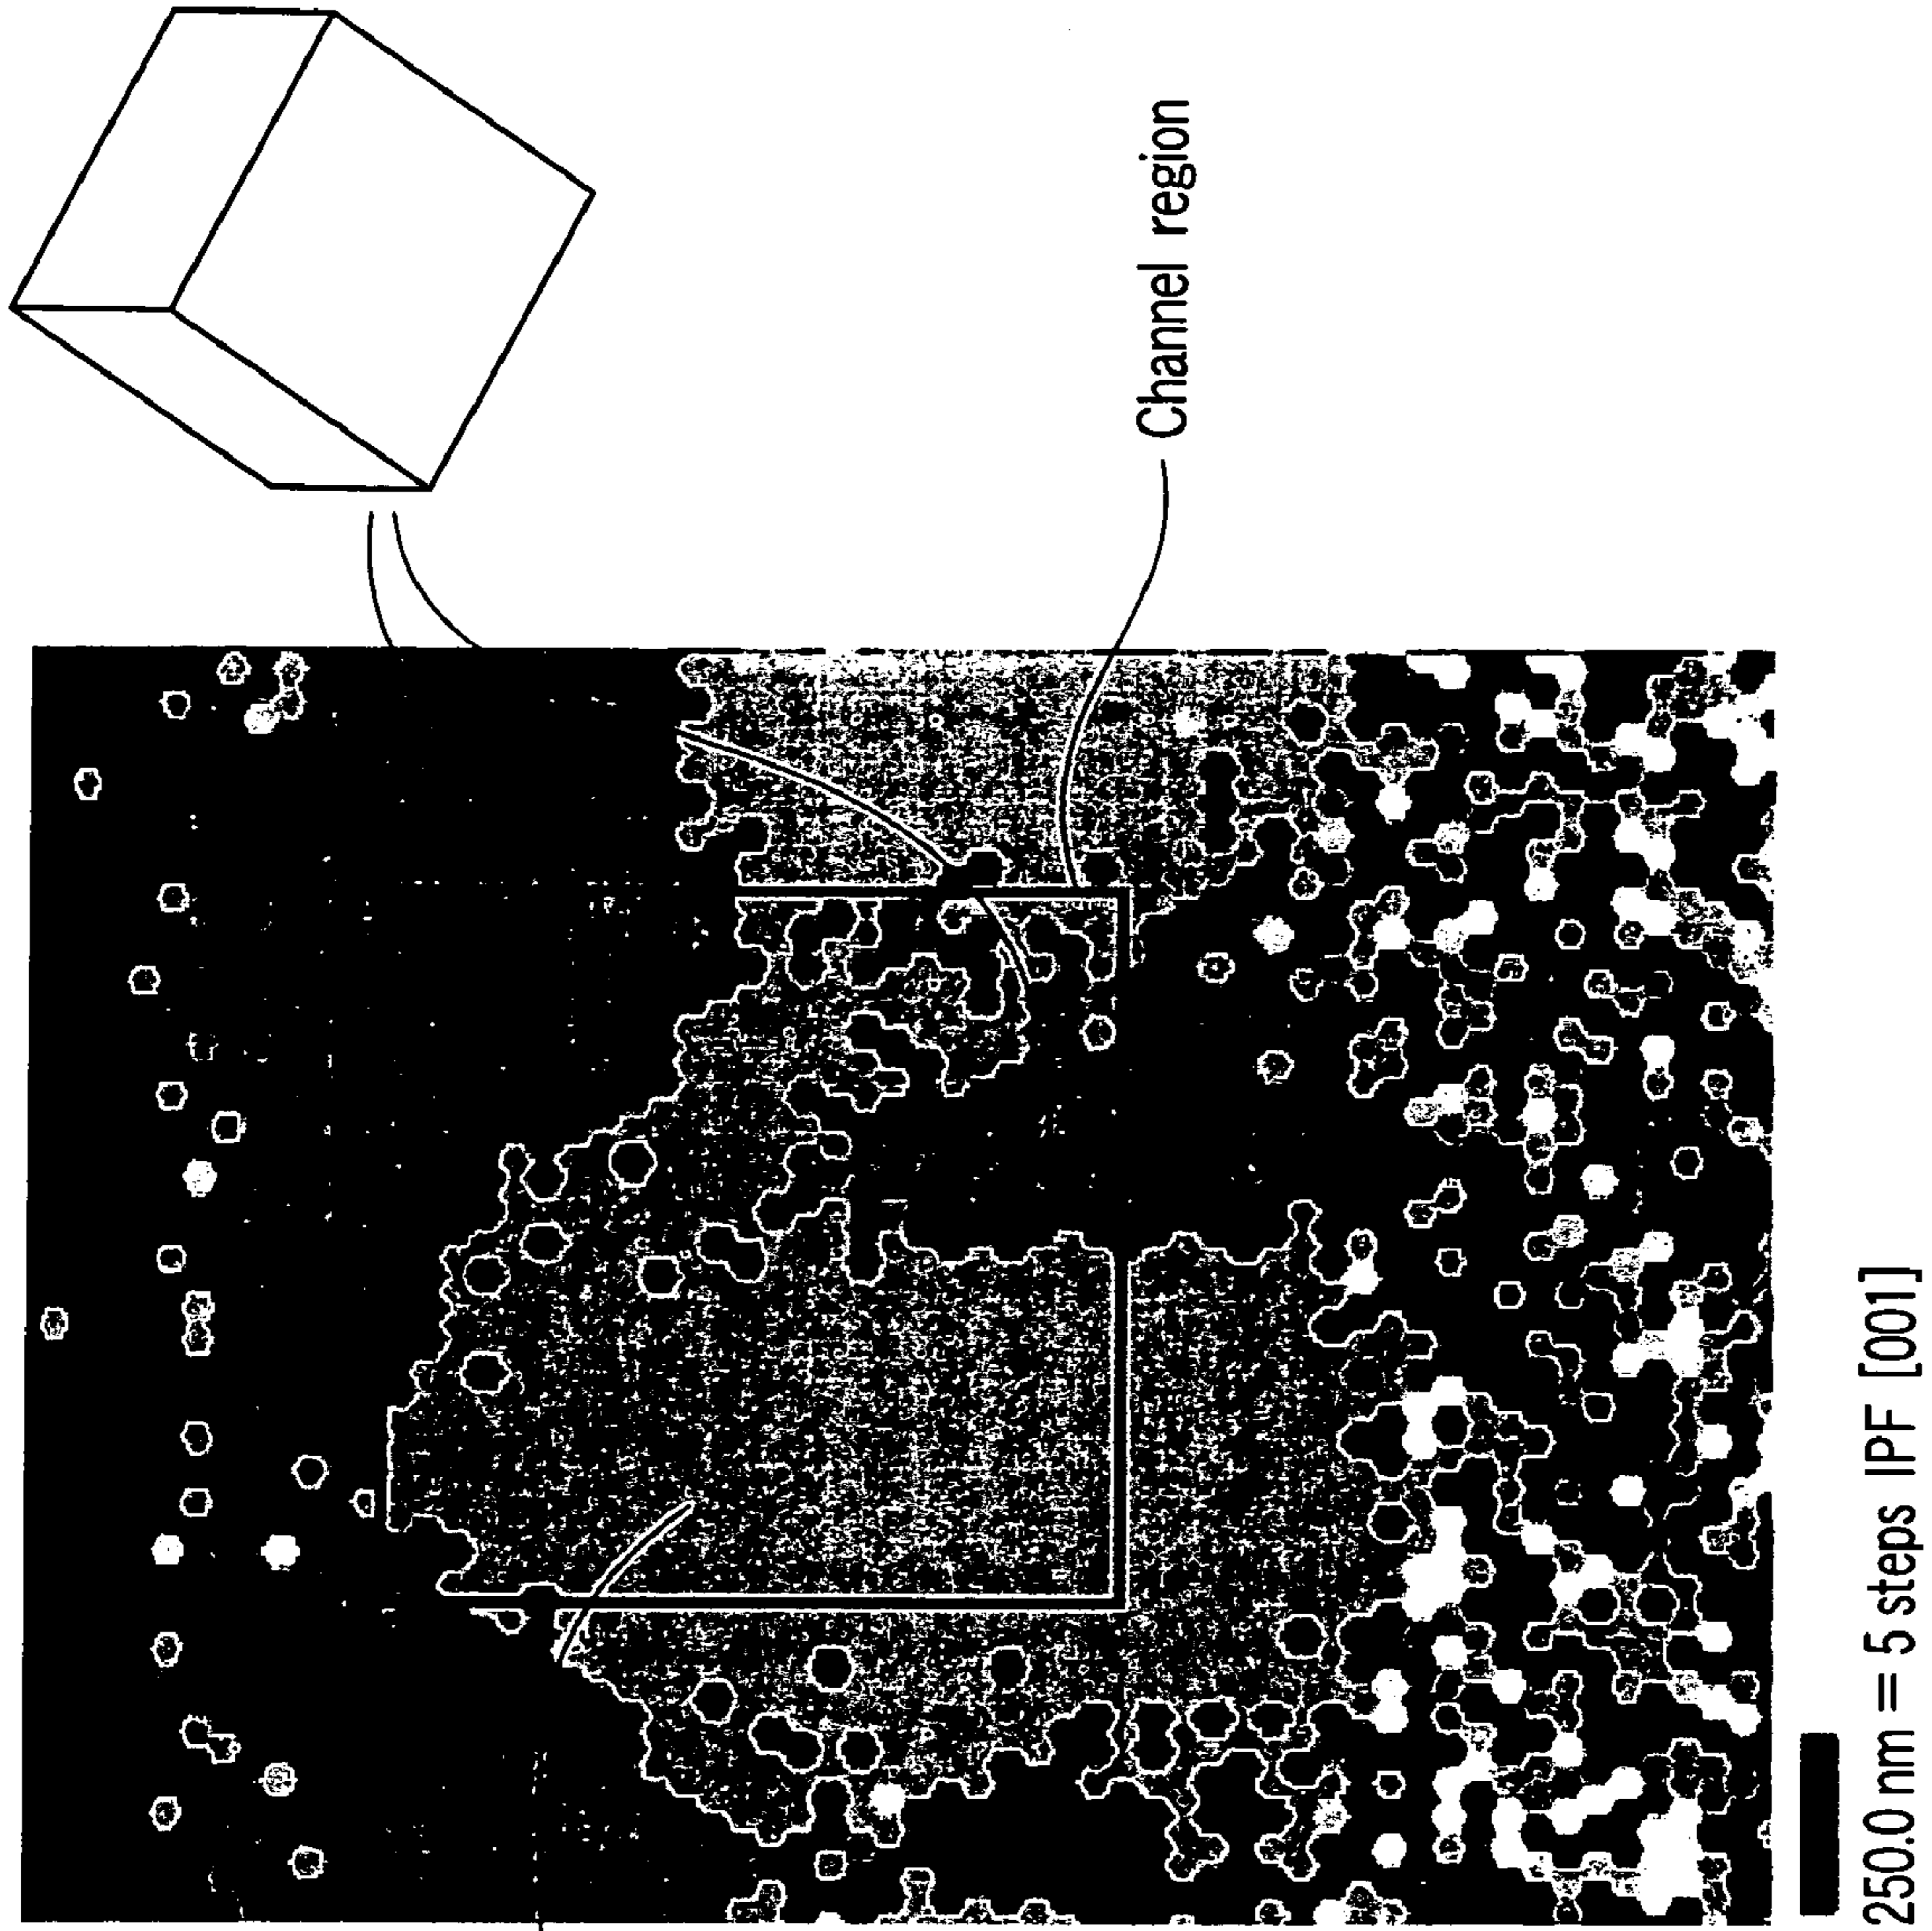 Channel region
250.0 nm = 5 steps IPF [001]